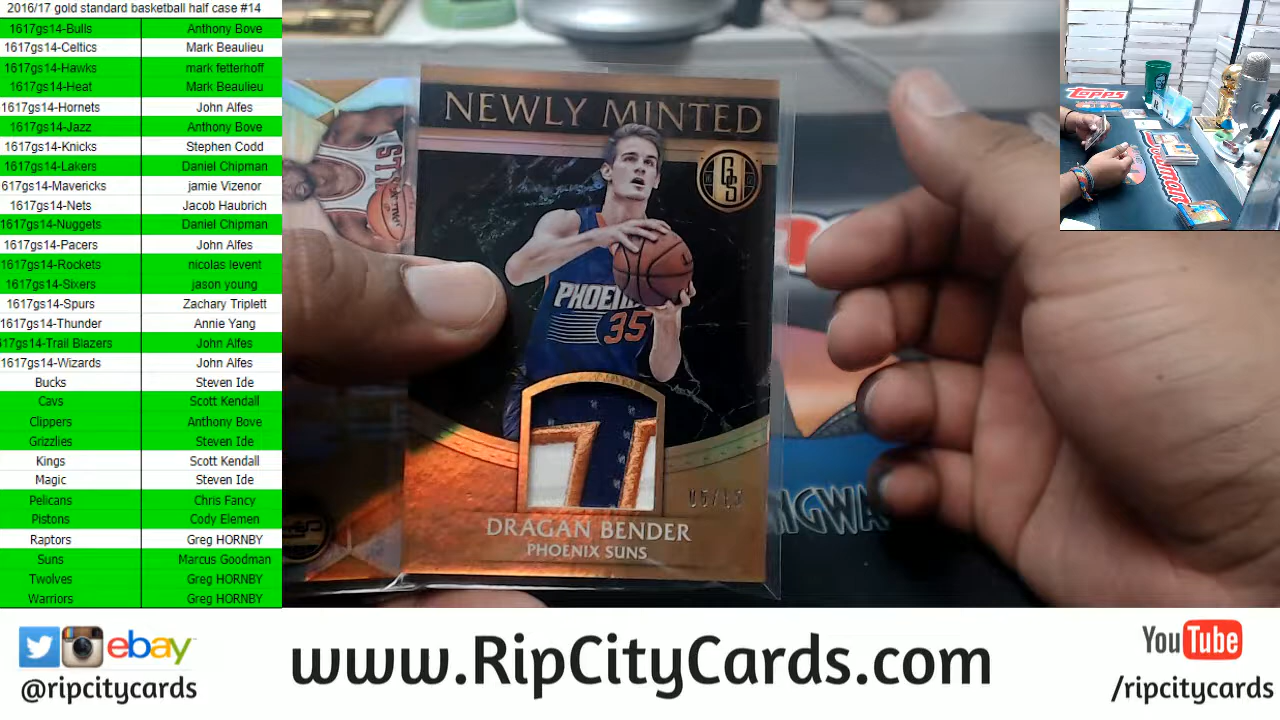 2016/17 gold standard basketball half case #14
1617gs14-Bulls Anthony Bove
1617gs14-Celtics Mark Beaulieu
1617gs14-Hawks mark fetterhoff
1617gs14-Heat Mark Beaulieu
1617gs14-Hornets John Alfes
1617gs14-Jazz Anthony Bove
1617gs14-Knicks Stephen Codd
1617gs14-Lakers Daniel Chipman
617gs14-Mavericks jamie Vizenor
1617gs14-Nets Jacob Haubrich
1617gs14-Nuggets Daniel Chipman
1617gs14-Pacers John Alfes
1617gs14-Rockets nicolas levent
1617gs14-Sixers jason young
1617gs14-Spurs Zachary Triplett
1617gs14-Thunder Annie Yang
617gs14-Trail Blazers John Alfes
1617gs14-Wizards John Alfes
Bucks Steven Ide
Cavs Scott Kendall
Clippers Anthony Bove
Grizzlies Steven Ide
Kings Scott Kendall
Magic Steven Ide
Pelicans Chris Fancy
Pistons Cody Elemen
Raptors Greg HORNBY
Suns Marcus Goodman
Twolves Greg HORNBY
Warriors Greg HORNBY
NEWLY MINTED
GS
PHOENIX
35
DRAGAN BENDER
PHOENIX SUNS
Topps
ebay
@ripcitycards
www.RipCityCards.com
YouTube
/ripcitycards